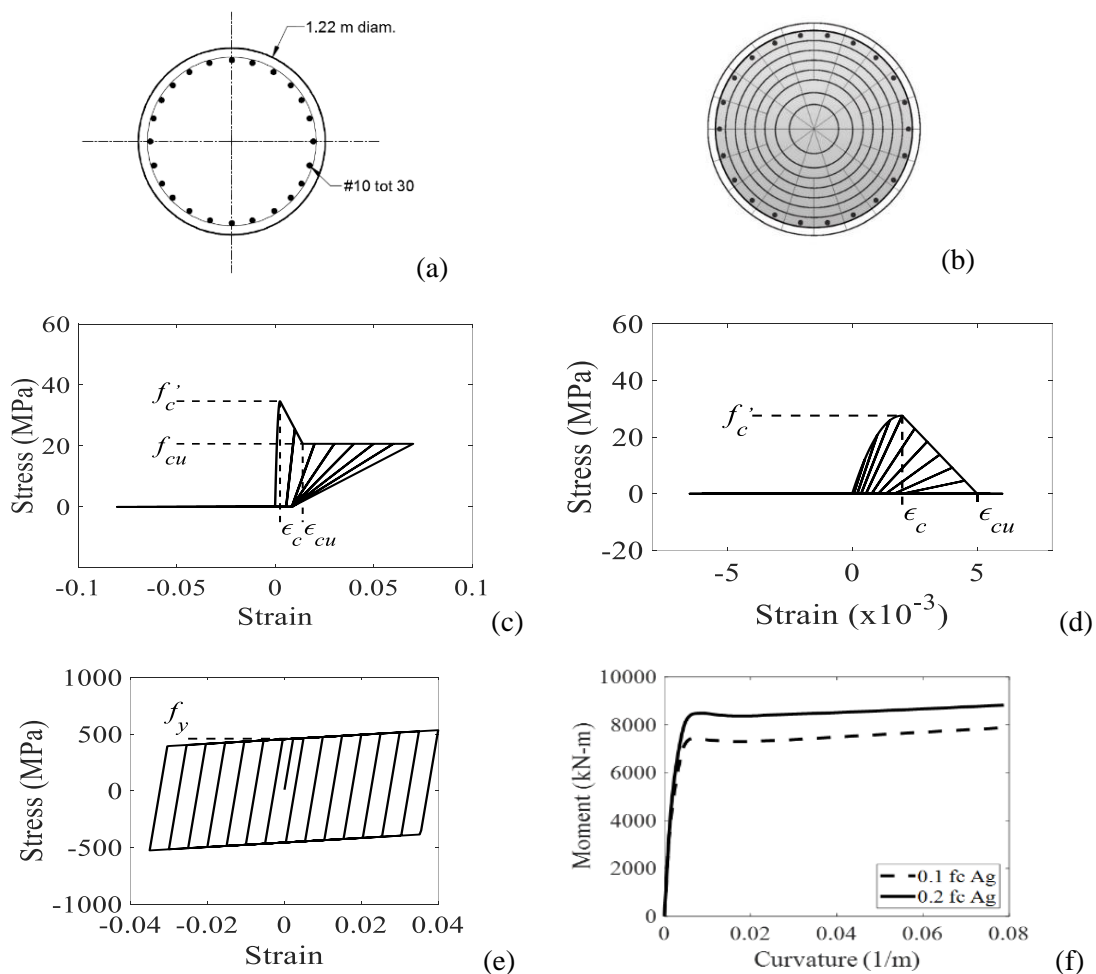 1.22 m diam.
#10 tot 30
(a)
(b)
60
40
20
0
-0.1
-0.05
0
0.05
0.1
Stress (MPa)
Strain
f_c'
f_cu
ϵ_c
ϵ_cu
(c)
60
40
20
0
-20
-5
0
5
Stress (MPa)
Strain (x10^-3)
f_c'
ϵ_c
ϵ_cu
(d)
1000
500
0
-500
-1000
-0.04
-0.02
0
0.02
0.04
Stress (MPa)
Strain
f_y
(e)
10000
8000
6000
4000
2000
0
0
0.02
0.04
0.06
0.08
Moment (kN-m)
Curvature (1/m)
0.1 fc Ag
0.2 fc Ag
(f)